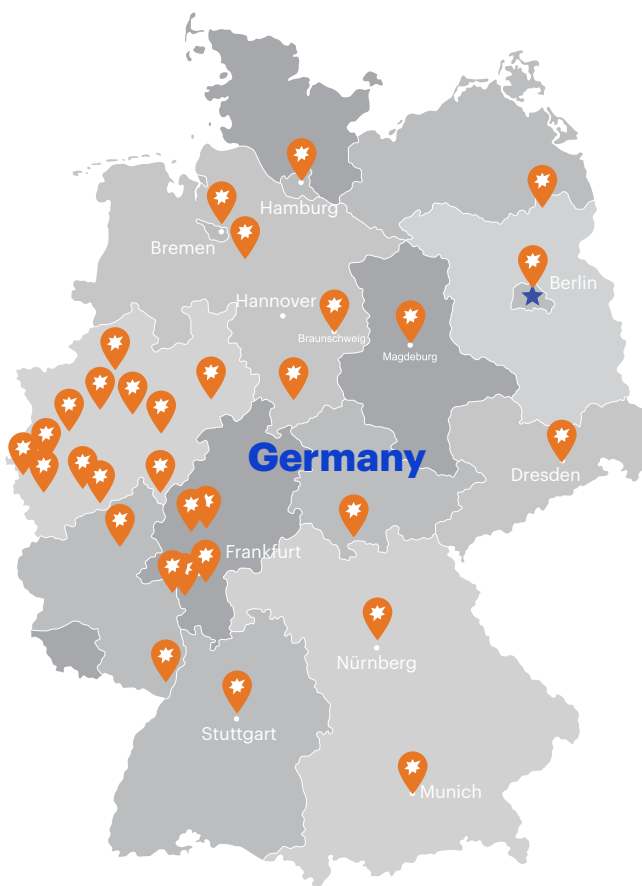 Hamburg
Bremen
Berlin
Hannover
Braunschweig
Magdeburg
Germany
Dresden
Frankfurt
Nürnberg
Stuttgart
Munich